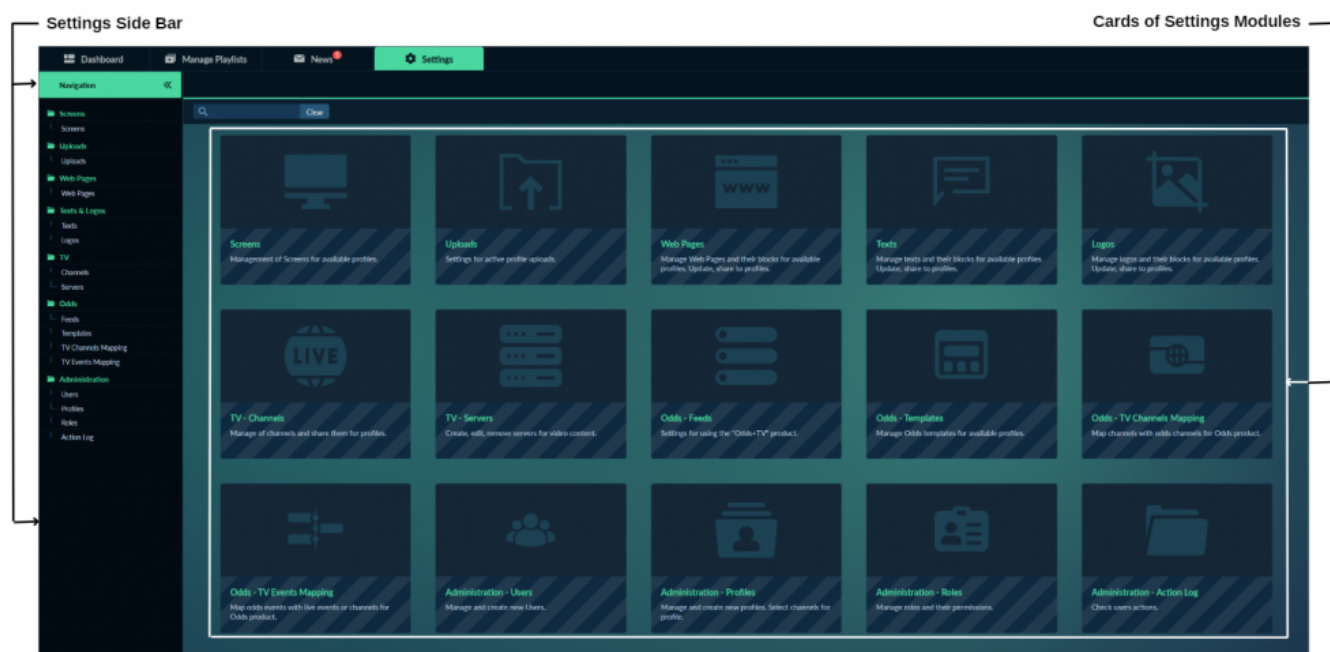 Settings Side Bar
Cards of Settings Modules
Dashboard
Manage Playlists
News
Settings
Navigation
Clear
Screens
Screens
Uploads
Uploads
Web Pages
Web Pages
Texts & Logos
Texts
Logos
TV
Channels
Servers
Odds
Feeds
Templates
TV Channels Mapping
TV Events Mapping
Administration
Users
Profiles
Roles
Action Log
WWW
Screens
Management of Screens for available profiles.
Uploads
Settings for active profile uploads.
Web Pages
Manage Web Pages and their blocks for available
profiles. Update, share to profiles.
Texts
Manage texts and their blocks for available profiles.
Update, share to profiles.
Logos
Manage logos and their blocks for available profiles.
Update, share to profiles.
LIVE
TV - Channels
Manage of channels and share them for profiles.
TV - Servers
Create, edit, remove servers for video content.
Odds - Feeds
Settings for using the "Odds+TV" product.
Odds - Templates
Manage Odds templates for available profiles.
Odds - TV Channels Mapping
Map channels with odds channels for Odds product.
Odds - TV Events Mapping
Map odds events with live events or channels for
Odds product.
Administration - Users
Manage and create new Users.
Administration - Profiles
Manage and create new profiles. Select channels for
profile.
Administration - Roles
Manage roles and their permissions.
Administration - Action Log
Check users actions.